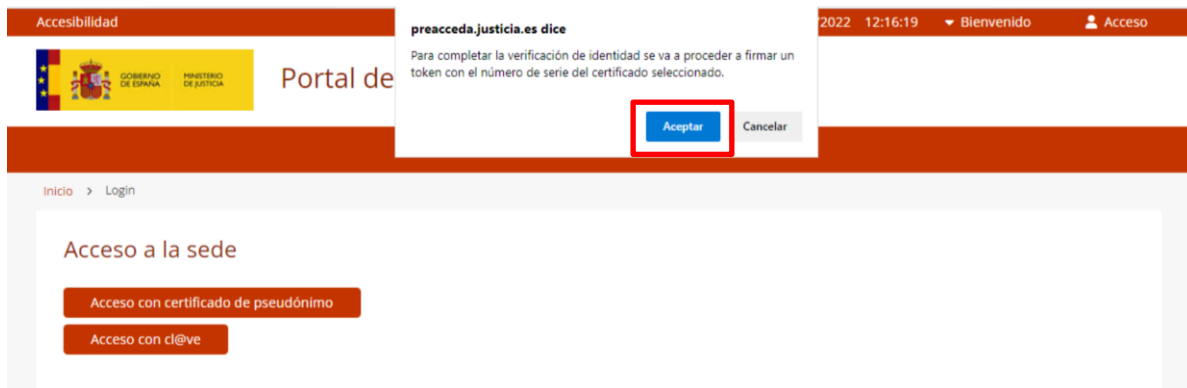 Accesibilidad
preacceda.justicia.es dice
/2022 12:16:19
Bienvenido
Acceso
Para completar la verificación de identidad se va a proceder a firmar un
token con el número de serie del certificado seleccionado.
GOBIERNO
DE ESPAÑA
MINISTERIO
DE JUSTICIA
Portal de
Aceptar
Cancelar
Inicio > Login
Acceso a la sede
Acceso con certificado de pseudónimo
Acceso con cl@ve